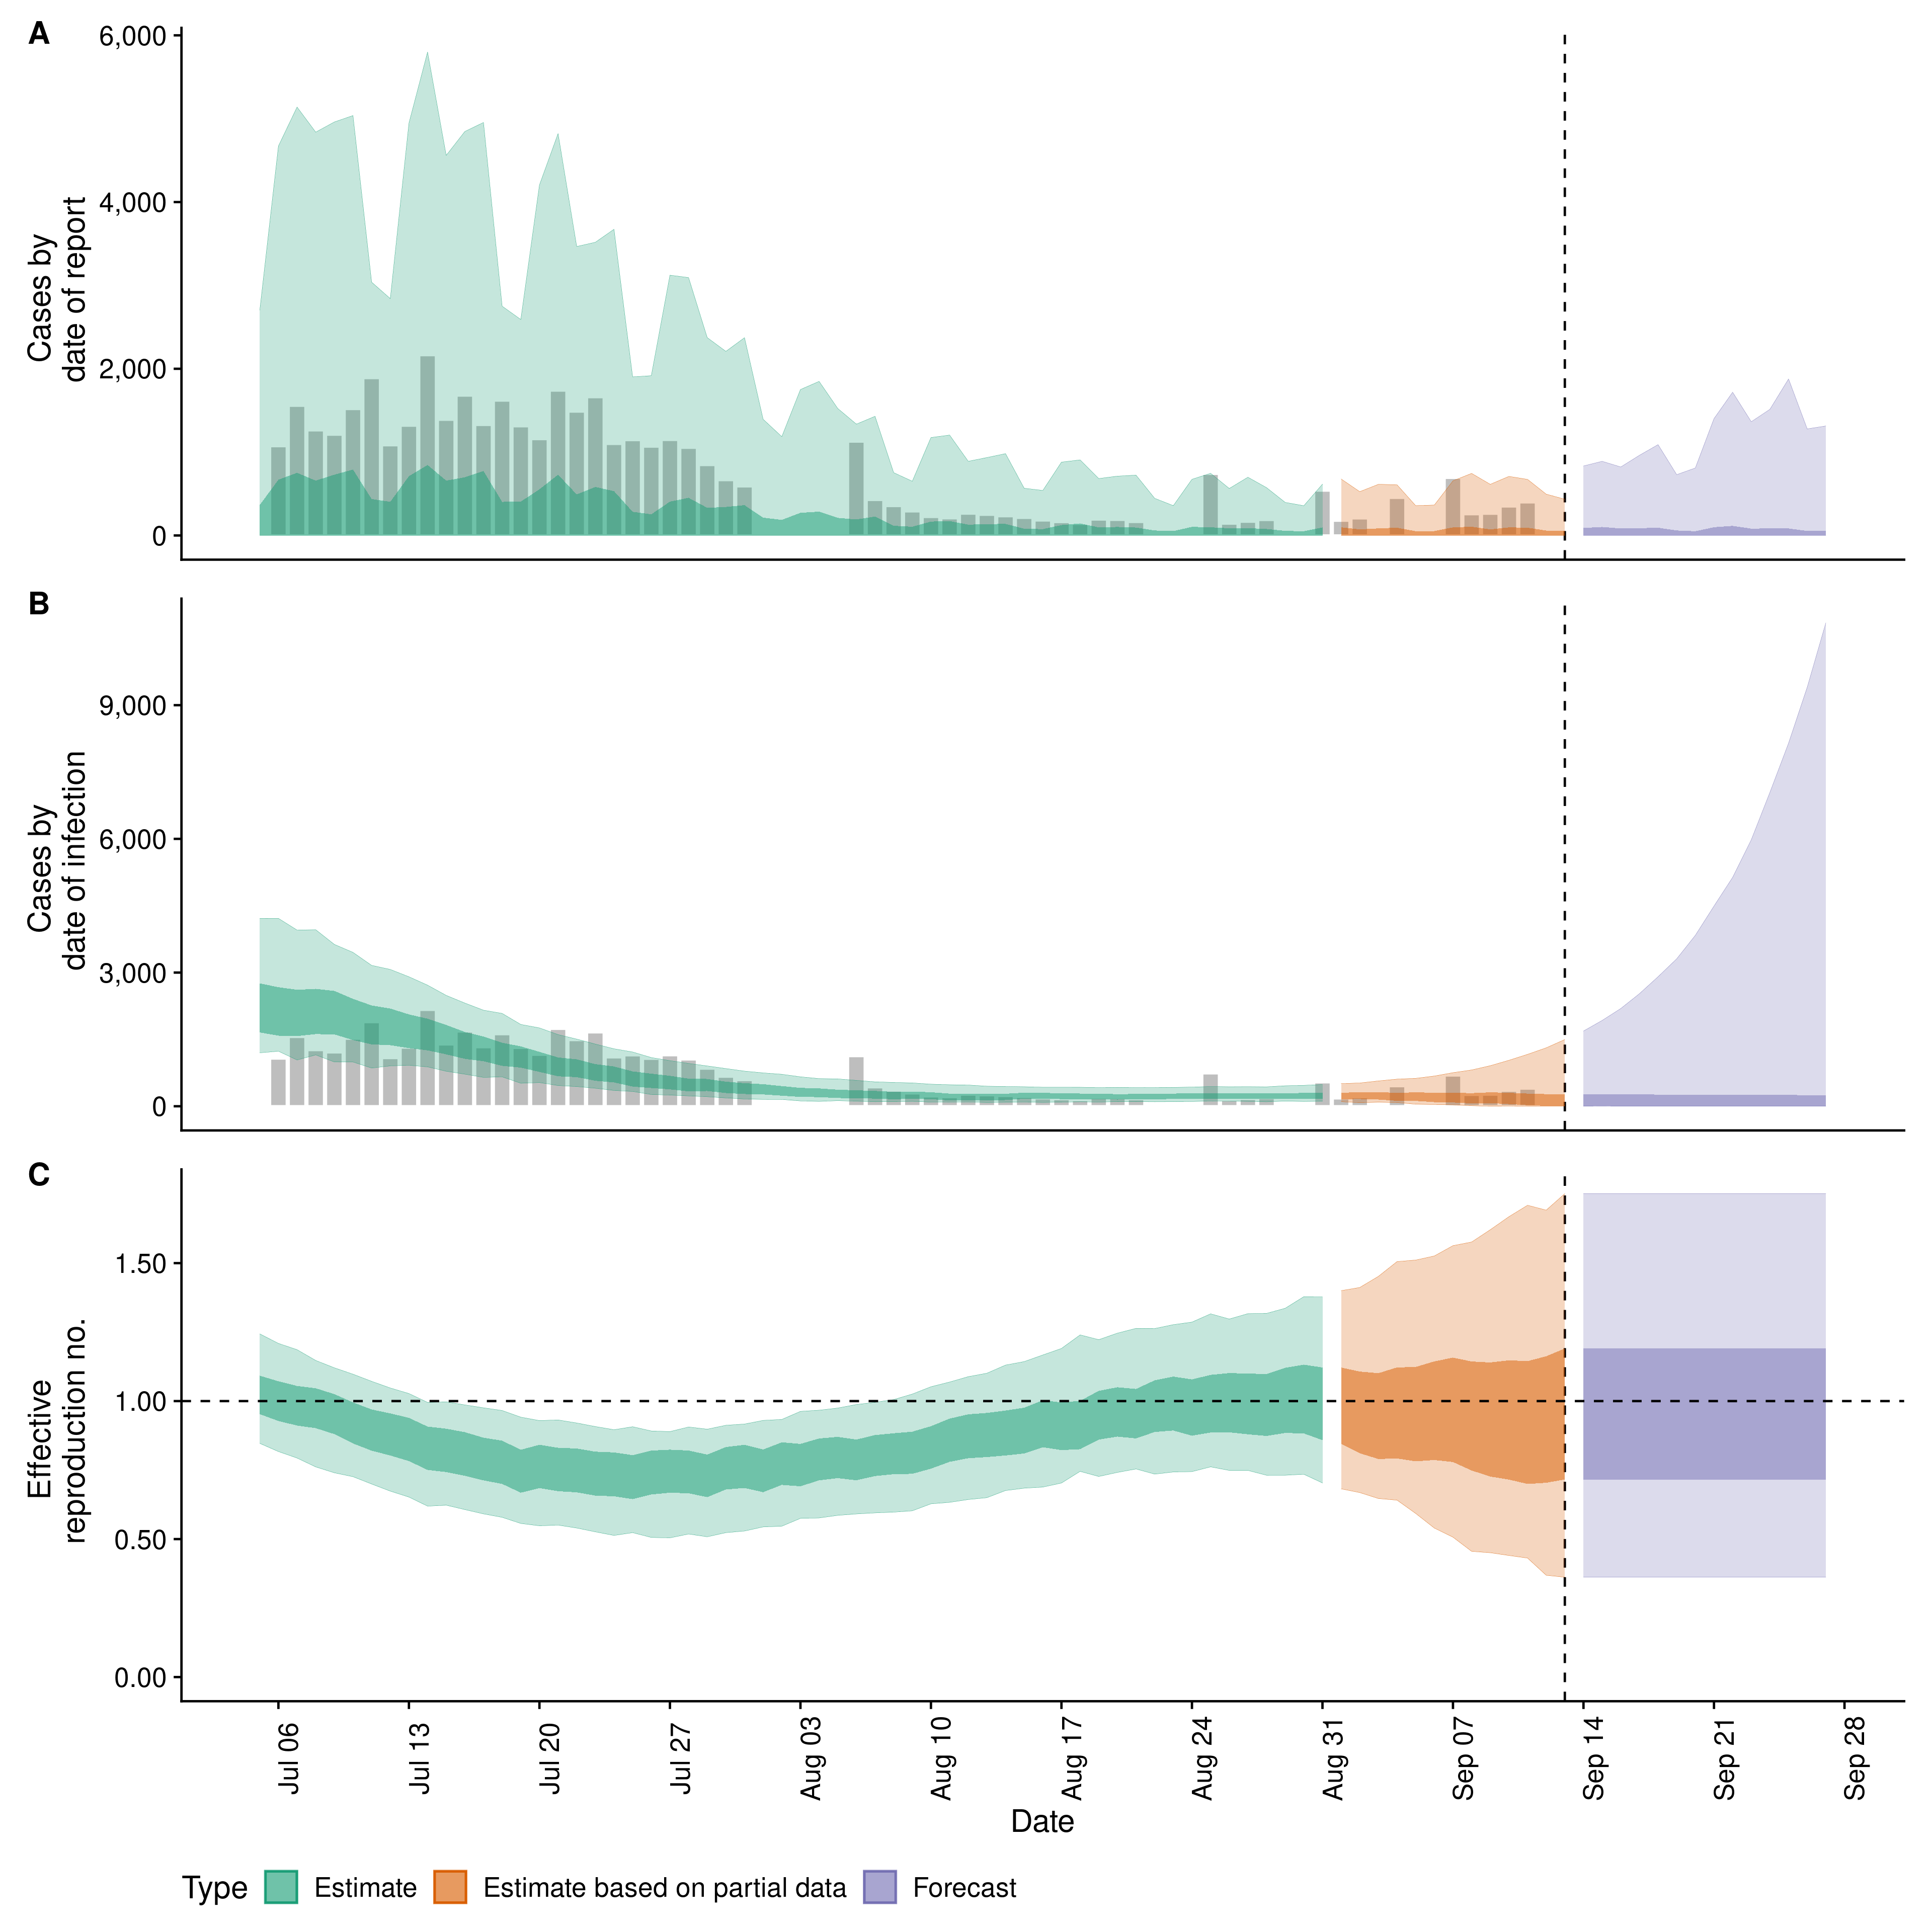 A
Cases by
date of report
6,000
4,000
2,000
0
B
Cases by
date of infection
9,000
6,000
3,000
0
C
Effective
reproduction no.
1.50
1.00
0.50
0.00
Jul 06
Jul 13
Jul 20
Jul 27
Aug 03
Aug 10
Aug 17
Aug 24
Aug 31
Sep 07
Sep 14
Sep 21
Sep 28
Date
Type
Estimate
Estimate based on partial data
Forecast